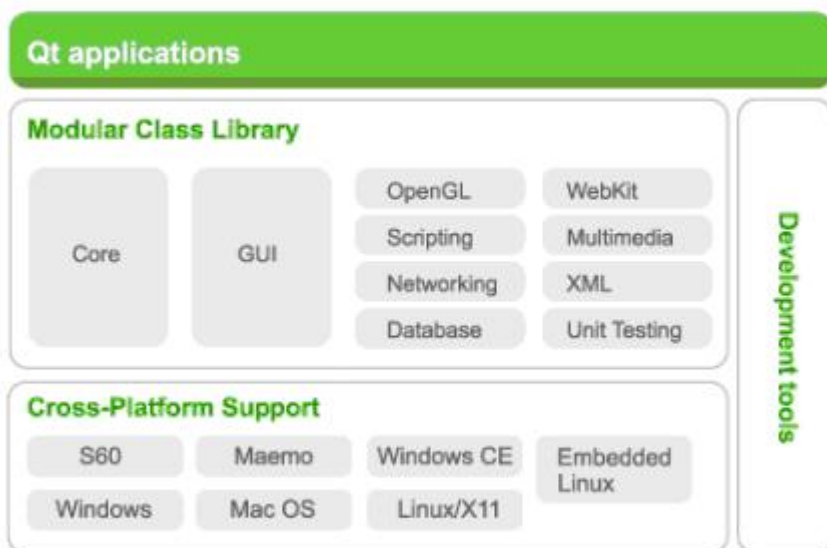 Qt applications
Modular Class Library
Core
GUI
OpenGL
WebKit
Scripting
Multimedia
Networking
XML
Database
Unit Testing
Development tools
Cross-Platform Support
S60
Maemo
Windows CE
Embedded
Linux
Windows
Mac OS
Linux/X11